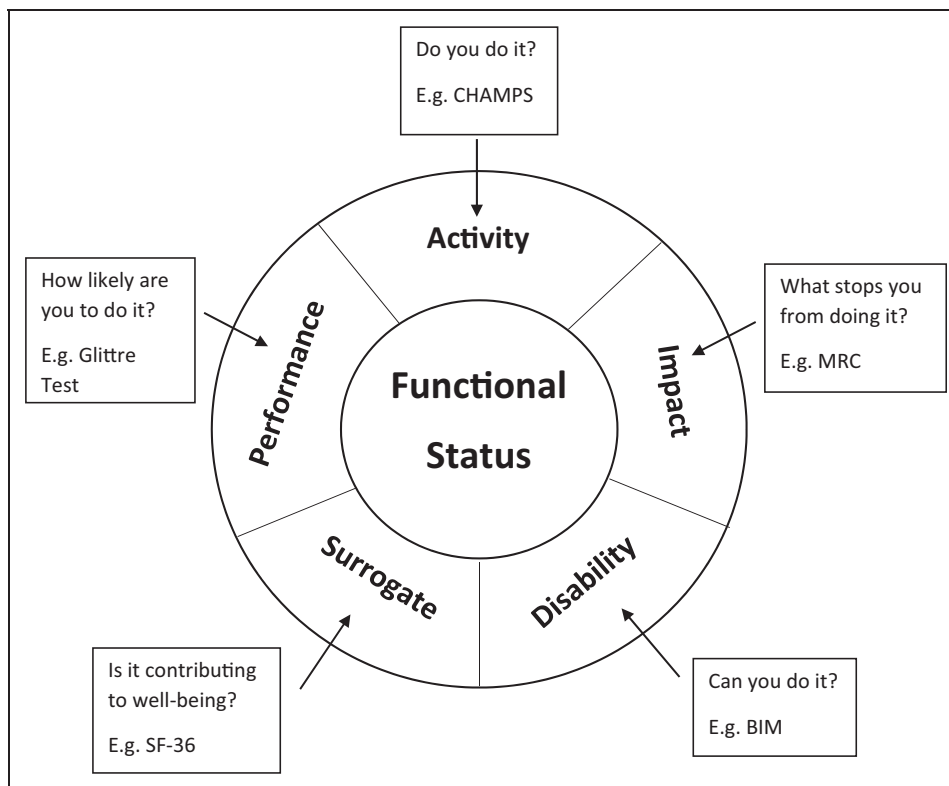 Do you do it?
E.g. CHAMPS
Activity
How likely are
you to do it?
E.g. Glittre
Test
Performance
What stops you
from doing it?
E.g. MRC
Impact
Functional
Status
Surrogate
Disability
Is it contributing
to well-being?
E.g. SF-36
Can you do it?
E.g. BIM